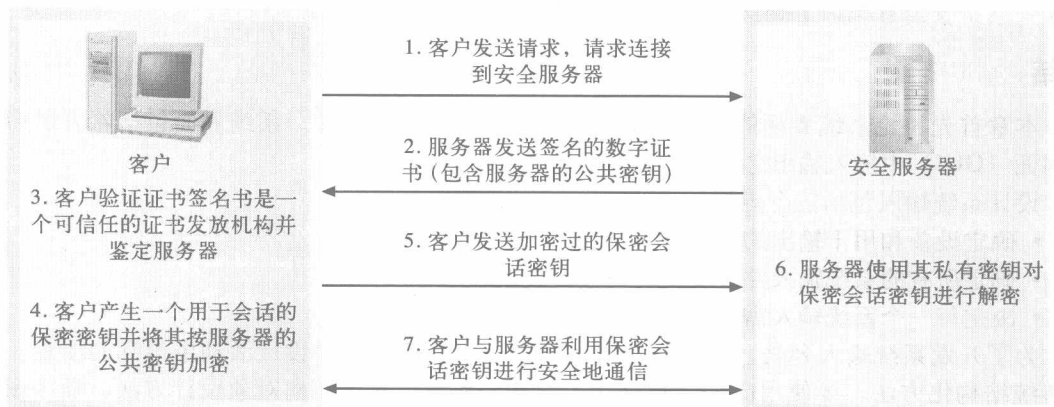 1. 客户发送请求，请求连接
到安全服务器
2. 服务器发送签名的数字证
书（包含服务器的公共密钥）
客户
安全服务器
3. 客户验证证书签名书是一
个可信任的证书发放机构并
鉴定服务器
4. 客户产生一个用于会话的
保密密钥并将其按服务器的
公共密钥加密
5. 客户发送加密过的保密会
话密钥
6. 服务器使用其私有密钥对
保密会话密钥进行解密
7. 客户与服务器利用保密会
话密钥进行安全地通信